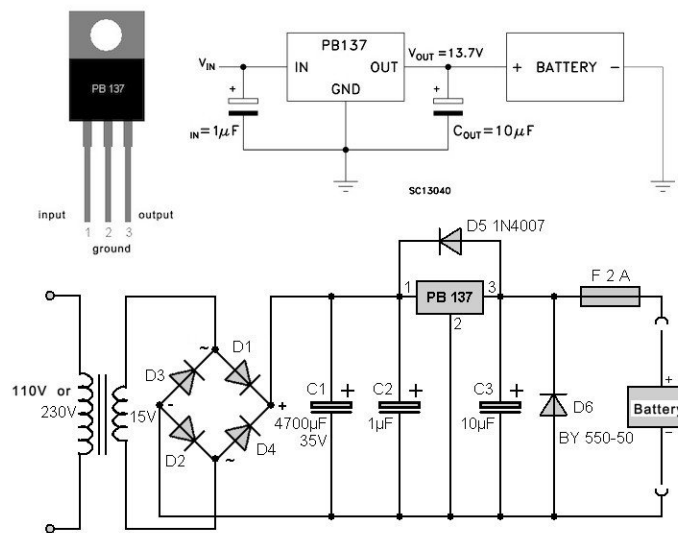 PB 137
input
1 2 3
output
ground
VIN
IN
PB137
OUT
GND
VOUT =13.7V
+
IN=1µF
+
COUT=10µF
+ BATTERY -
SC13040
110V or
230V
15V
~
D3
D1
-
+
D2
D4
~
C1
+
4700µF
35V
C2
+
1µF
D5 1N4007
1
PB 137
3
2
C3
+
10µF
D6
BY 550-50
F 2 A
+
Battery
-